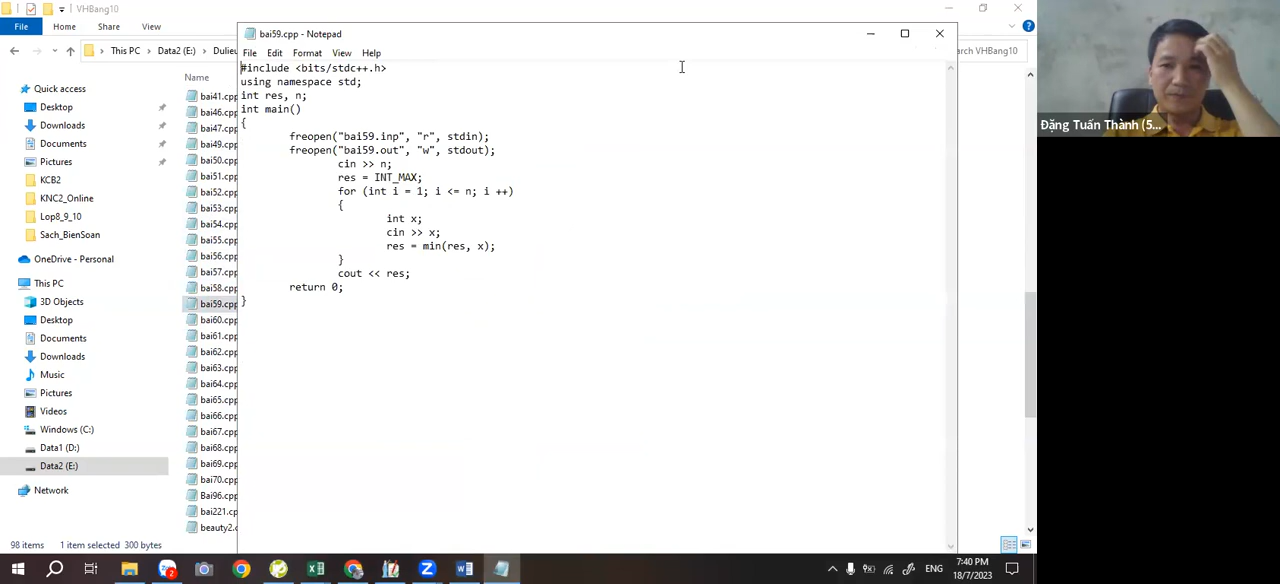 VHBang10
File
Home
Share
View
This PC
Data2 (E:)
Dulieu
arch VHBang10
Name
Quick access
Desktop
Downloads
Documents
Pictures
KCB2
KNC2_Online
Lop8_9_10
Sach_BienSoan
OneDrive - Personal
This PC
3D Objects
Desktop
Documents
Downloads
Music
Pictures
Videos
Windows (C:)
Data1 (D:)
Data2 (E:)
Network
bai41.cpp
bai46.cpp
bai47.cpp
bai49.cpp
bai50.cpp
bai51.cpp
bai52.cpp
bai53.cpp
bai54.cpp
bai55.cpp
bai56.cpp
bai57.cpp
bai58.cpp
bai59.cpp
bai60.cpp
bai61.cpp
bai62.cpp
bai63.cpp
bai64.cpp
bai65.cpp
bai66.cpp
bai67.cpp
bai68.cpp
bai69.cpp
bai70.cpp
Bai96.cpp
bai221.cp
beauty2.c
98 items 1 item selected 300 bytes
bai59.cpp - Notepad
File Edit Format View Help
#include <bits/stdc++.h>
using namespace std;
int res, n;
int main()
{
freopen("bai59.inp", "r", stdin);
freopen("bai59.out", "w", stdout);
cin >> n;
res = INT_MAX;
for (int i = 1; i <= n; i ++)
{
int x;
cin >> x;
res = min(res, x);
}
cout << res;
return 0;
}
Đặng Tuấn Thành (5...
2
ENG
7:40 PM
18/7/2023